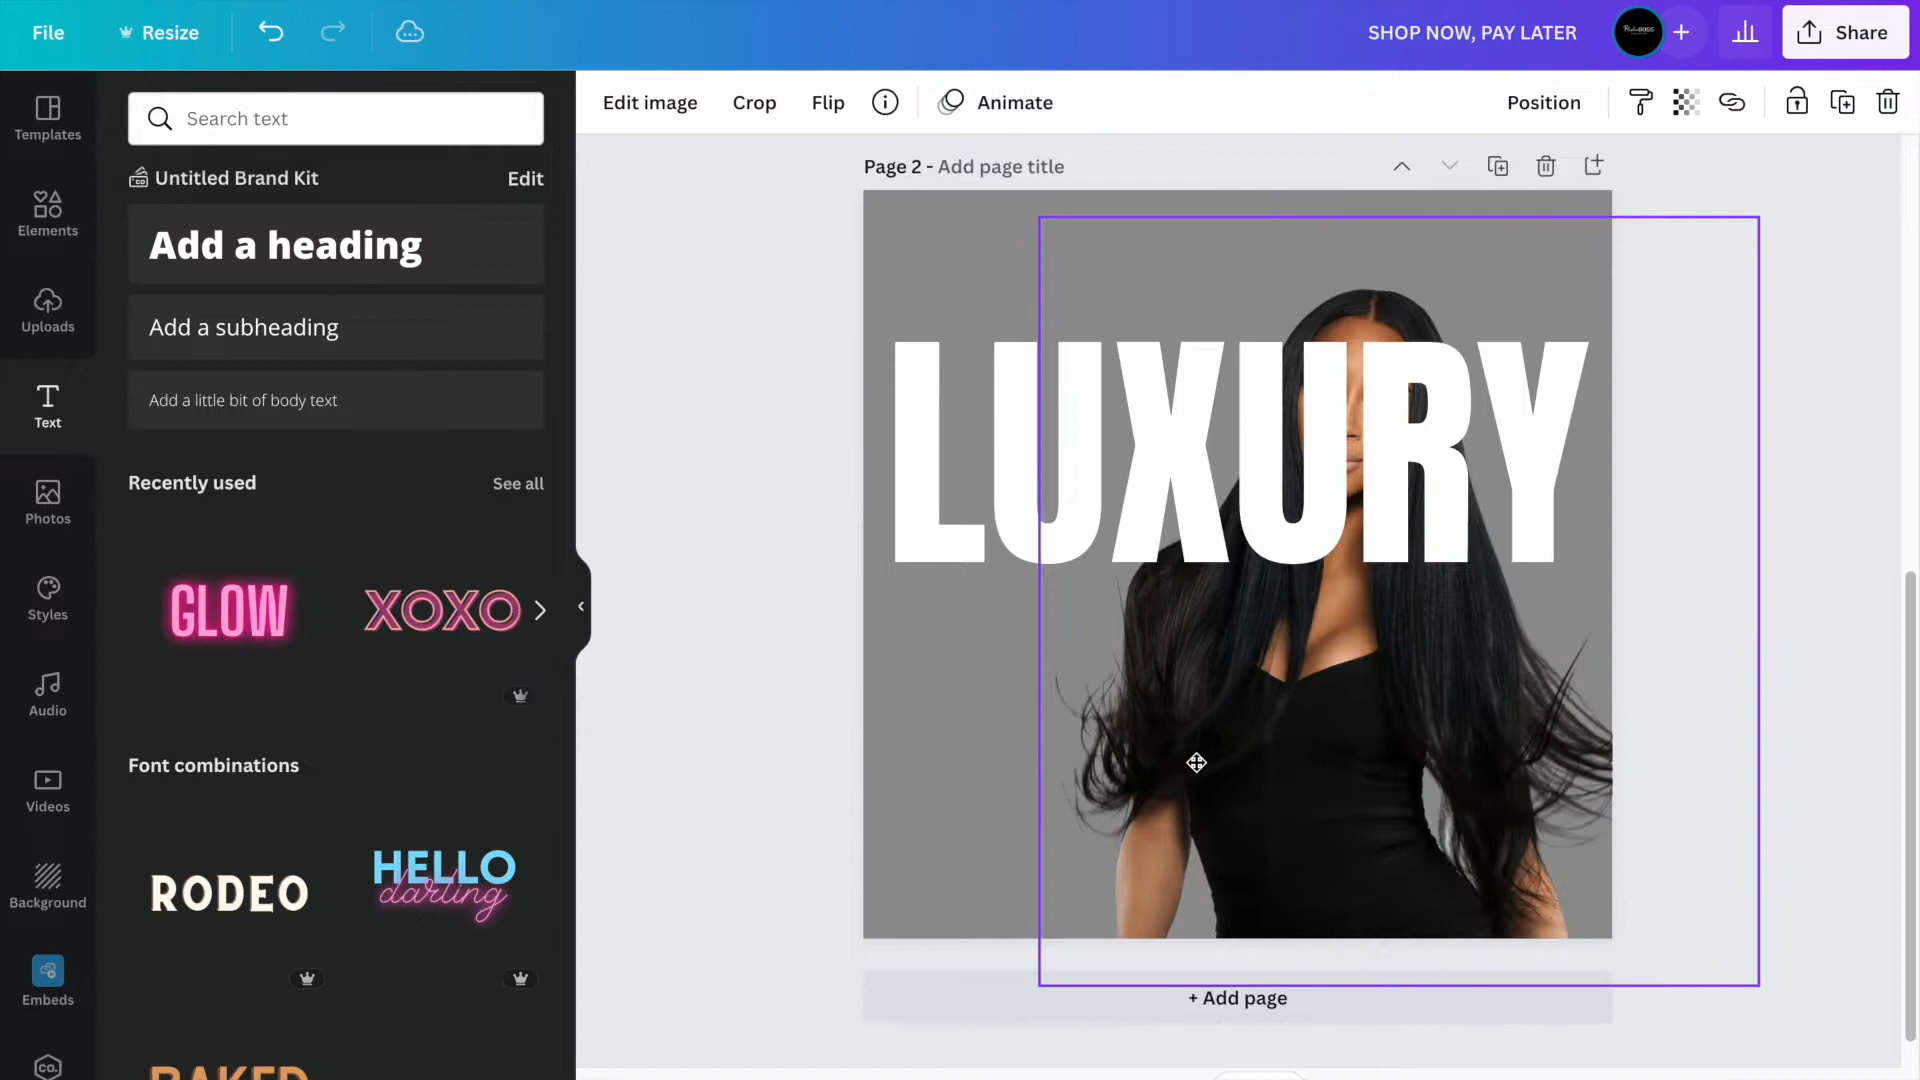 File
Resize
SHOP NOW, PAY LATER
Share
Templates
Elements
Uploads
Text
Photos
Styles
Audio
Videos
Background
Embeds
co.
Search text
Untitled Brand Kit
Edit
Add a heading
Add a subheading
Add a little bit of body text
Recently used
See all
GLOW
XOXO
Font combinations
RODEO
HELLO
darling
BAKED
Edit image
Crop
Flip
Animate
Position
Page 2 - Add page title
LUXURY
+ Add page